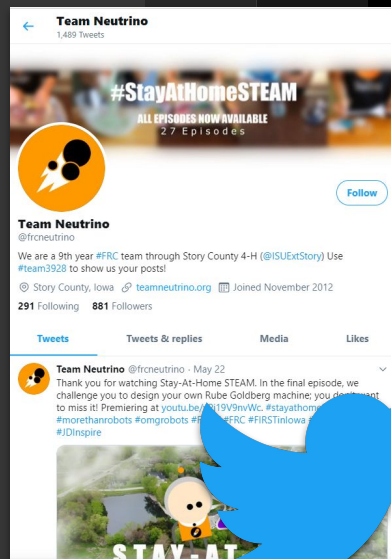 Team Neutrino
1,489 Tweets
#StayAtHomeSTEAM
ALL EPISODES NOW AVAILABLE
27 Episodes
Follow
Team Neutrino
@frcneutrino
We are a 9th year #FRC team through Story County 4-H (@ISUExtStory) Use
#team3928 to show us your posts!
Story County, Iowa teamneutrino.org Joined November 2012
291 Following 881 Followers
Tweets Tweets & replies Media Likes
Team Neutrino @frcneutrino · May 22
Thank you for watching Stay-At-Home STEAM. In the final episode, we
challenge you to design your own Rube Goldberg machine; you don't want
to miss it! Premiering at
#morethanrobots #omgrobots #FRC #FIRSTinIowa
#JDInspire
STAY-AT